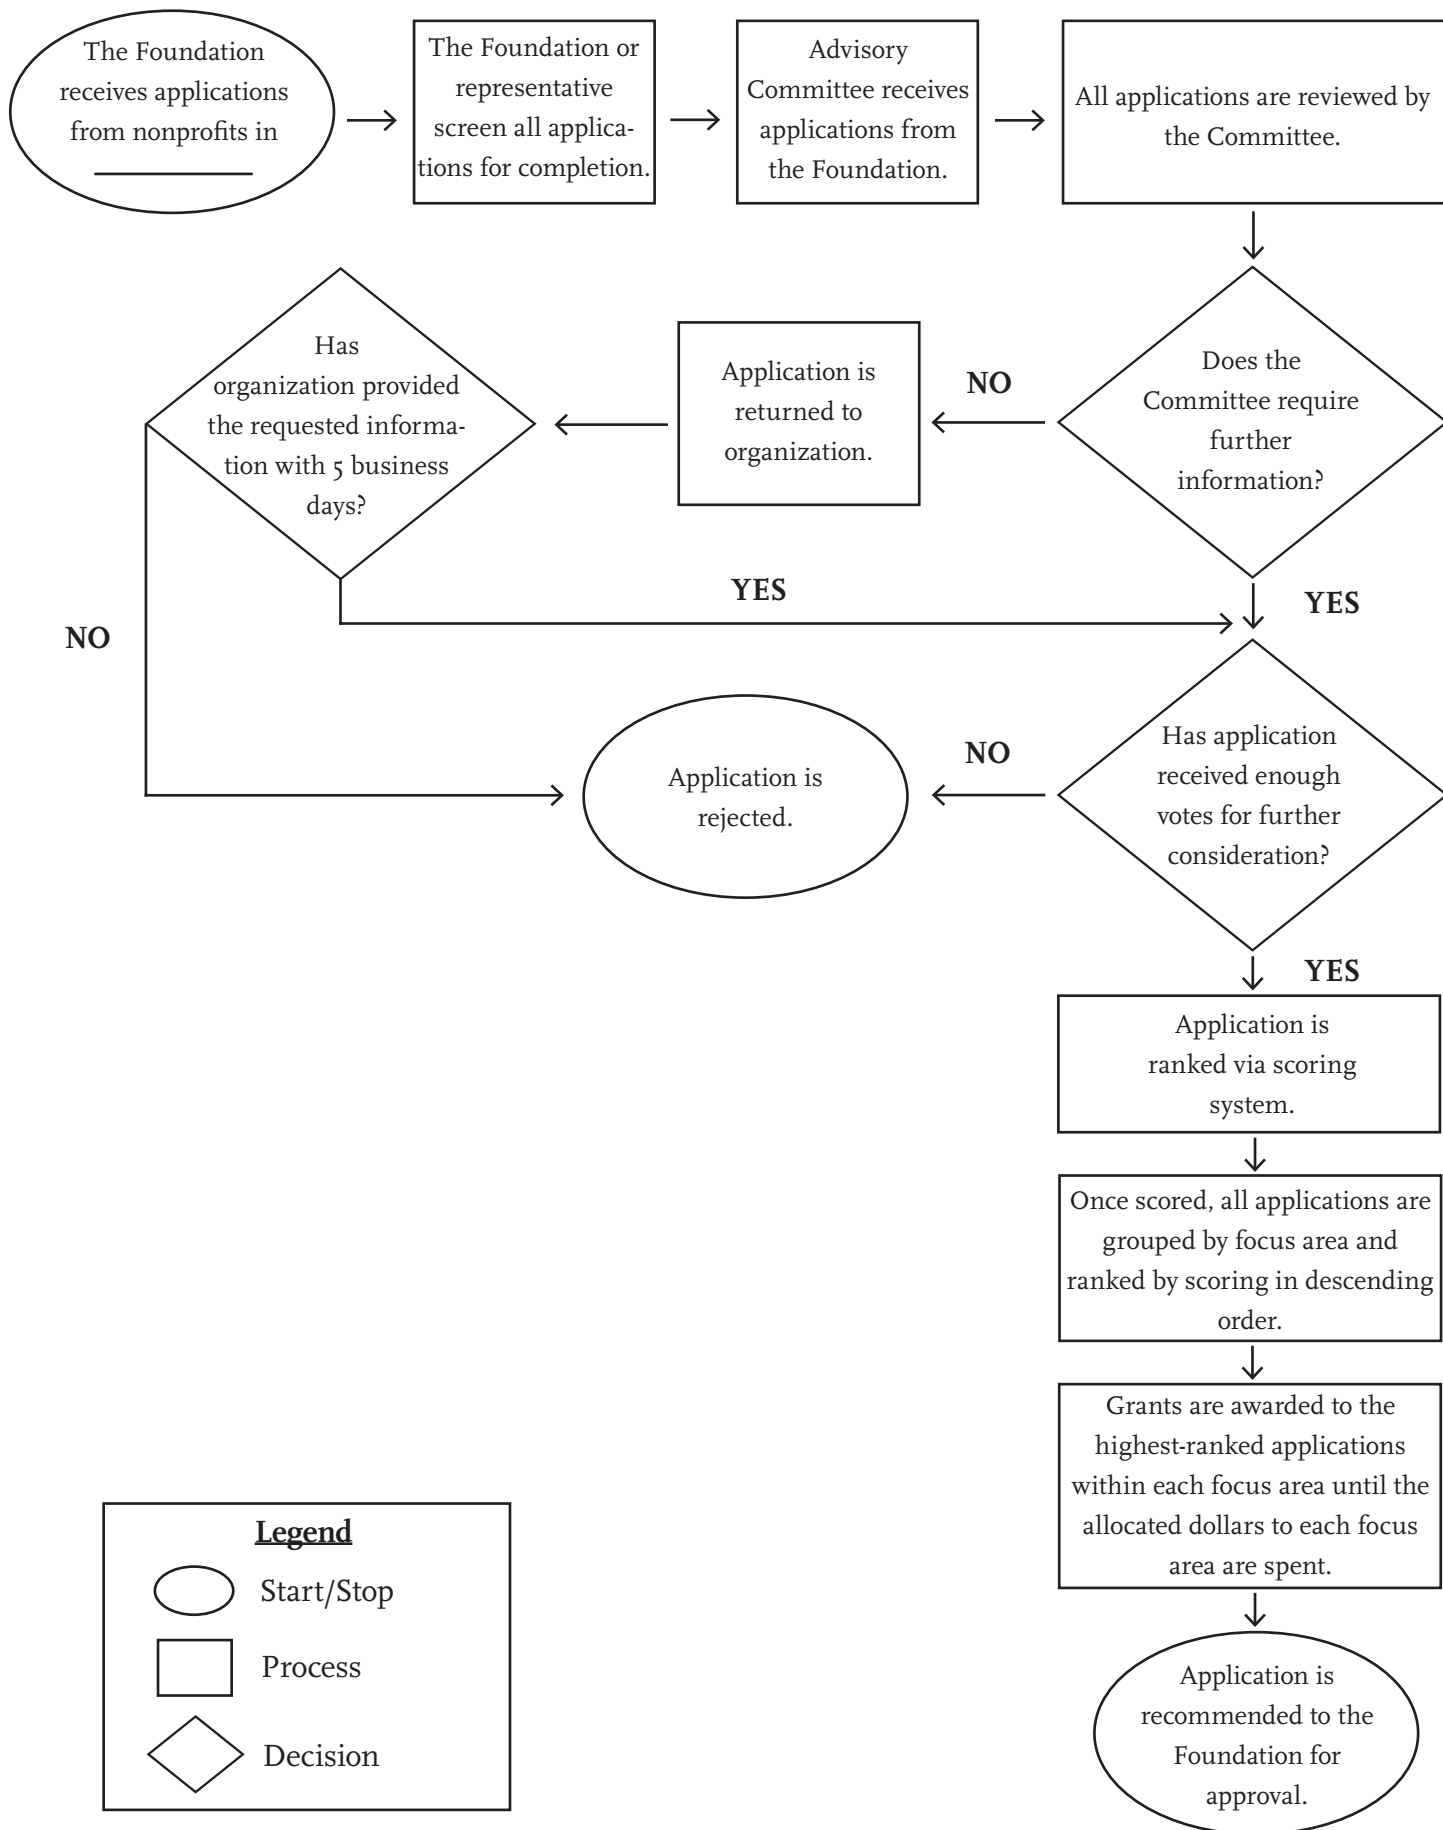 The Foundation
receives applications
from nonprofits in
The Foundation or
representative
screen all applica-
tions for completion.
Advisory
Committee receives
applications from
the Foundation.
All applications are reviewed by
the Committee.
Has
organization provided
the requested informa-
tion with 5 business
days?
Application is
returned to
organization.
NO
Does the
Committee require
further
information?
YES
YES
NO
Application is
rejected.
NO
Has application
received enough
votes for further
consideration?
YES
Application is
ranked via scoring
system.
Once scored, all applications are
grouped by focus area and
ranked by scoring in descending
order.
Grants are awarded to the
highest-ranked applications
within each focus area until the
allocated dollars to each focus
area are spent.
Application is
recommended to the
Foundation for
approval.
Legend
Start/Stop
Process
Decision